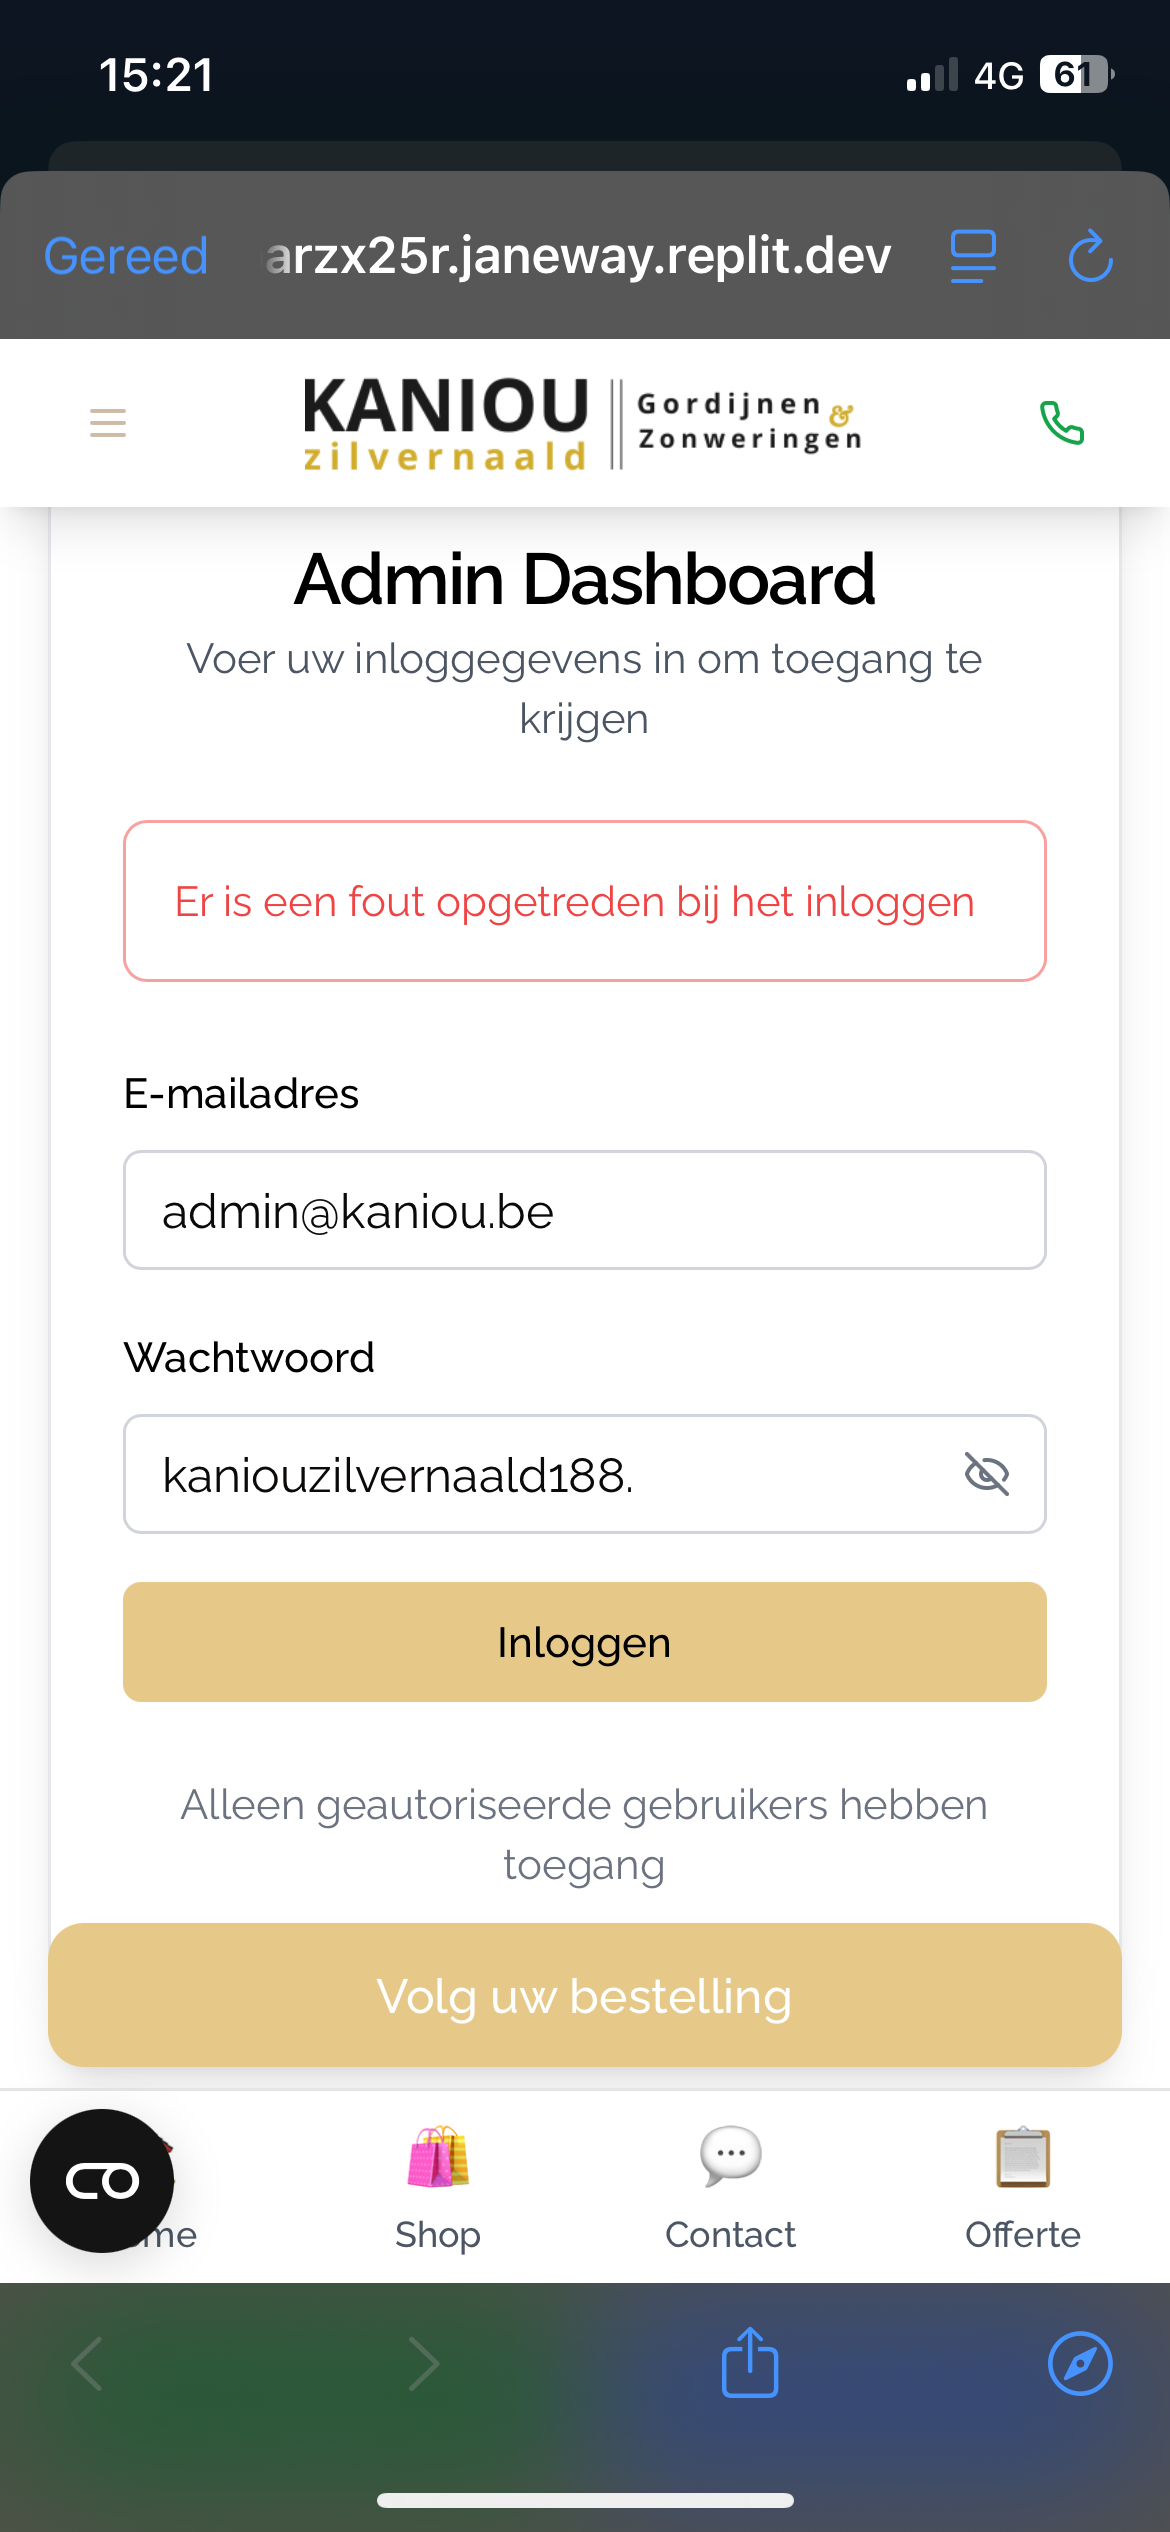 15:21
4G 61
Gereed arzx25r.janeway.replit.dev
KANIOU
zilvernaald
Gordijnen &
Zonweringen
Admin Dashboard
Voer uw inloggegevens in om toegang te
krijgen
Er is een fout opgetreden bij het inloggen
E-mailadres
admin@kaniou.be
Wachtwoord
kaniouzilvernaald188.
Inloggen
Alleen geautoriseerde gebruikers hebben
toegang
Volg uw bestelling
Shop Contact Offerte